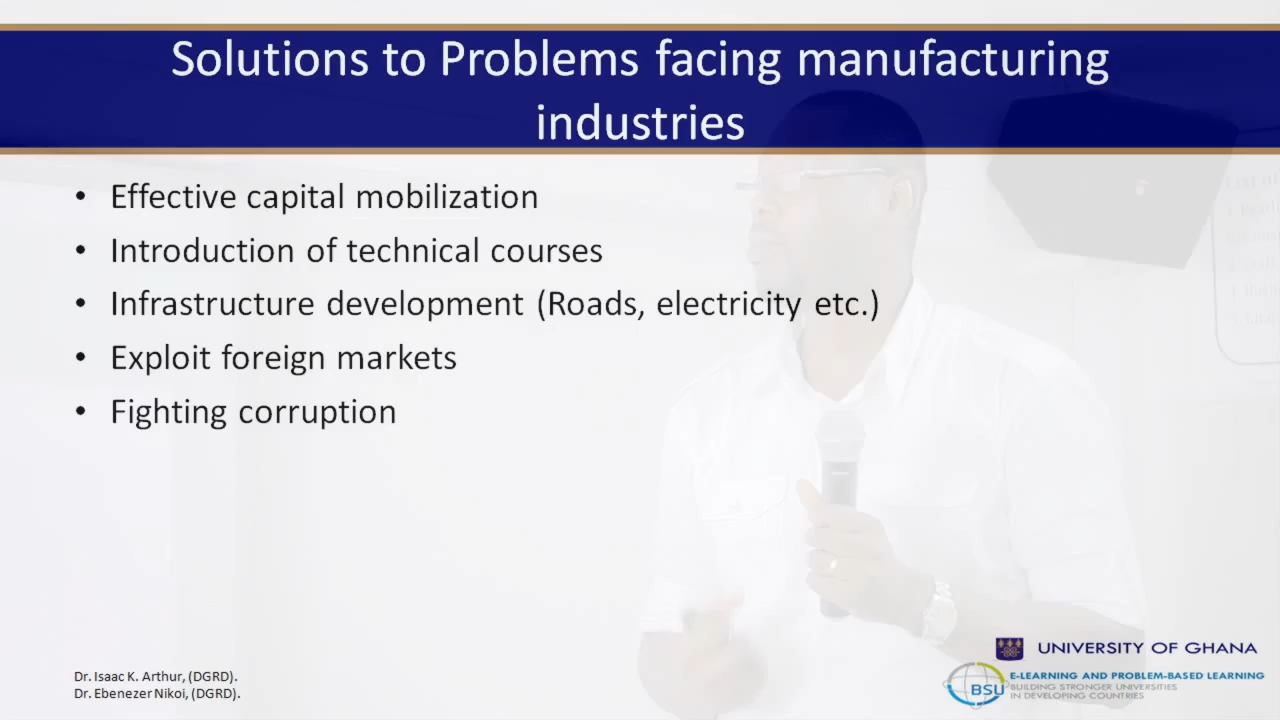 Solutions to Problems facing manufacturing
industries
• Effective capital mobilization
• Introduction of technical courses
• Infrastructure development (Roads, electricity etc.)
• Exploit foreign markets
• Fighting corruption
Dr. Isaac K. Arthur, (DGRD).
Dr. Ebenezer Nikoi, (DGRD).
UNIVERSITY OF GHANA
BSU
E-LEARNING AND PROBLEM-BASED LEARNING
BUILDING STRONGER UNIVERSITIES
IN DEVELOPING COUNTRIES